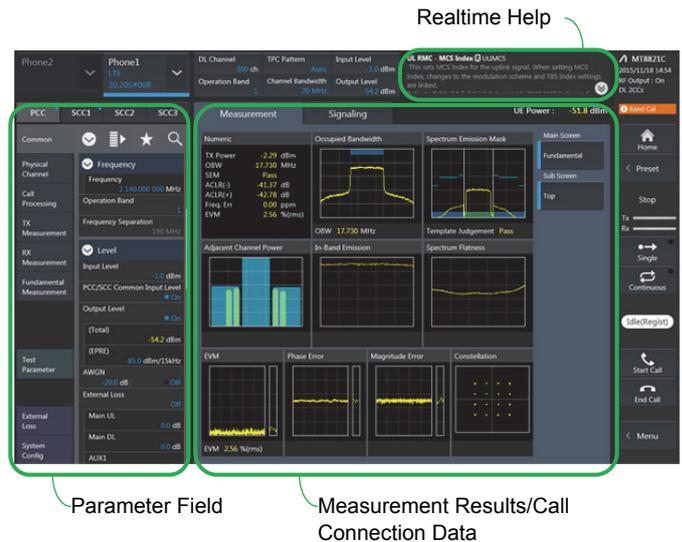 Realtime Help
Phone2
Phone1
LTE
30.20S#008
DL Channel
300 ch
TPC Pattern
Auto
Input Level
-1.0 dBm
Operation Band
1
Channel Bandwidth
20 MHz
Output Level
-54.2 dBm
UL RMC - MCS Index ULIMCS
This sets MCS Index for the uplink signal. When setting MCS
Index, changes to the modulation scheme and TBS Index settings
are linked.
MT8821C
2015/11/18 14:54
RF Output : On
DL 2CCs
PCC
SCC1
SCC2
SCC3
Measurement
Signaling
UE Power : -51.8 dBm
Band Cal
Common
Physical
Channel
Call
Processing
TX
Measurement
RX
Measurement
Fundamental
Measurement
Test
Parameter
External
Loss
System
Config
Frequency
Frequency
2 140.000 000 MHz
Operation Band
1
Frequency Separation
190 MHz
Level
Input Level
-1.0 dBm
PCC/SCC Common Input Level
On
Output Level
On
(Total)
-54.2 dBm
(EPRE)
-85.0 dBm/15kHz
AWGN
-20.0 dB Off
External Loss
Off
Main UL
0.0 dB
Main DL
0.0 dB
AUX1
Numeric
TX Power -2.29 dBm
OBW 17.730 MHz
SEM Pass
ACLR(-) -41.37 dB
ACLR(+) -42.78 dB
Freq. Err 0.00 ppm
EVM 2.56 %(rms)
Occupied Bandwidth
OBW 17.730 MHz
Spectrum Emission Mask
Template Judgement Pass
Main Screen
Fundamental
Sub Screen
Top
Adjacent Channel Power
In-Band Emission
Spectrum Flatness
EVM
EVM 2.56 %(rms)
Phase Error
Magnitude Error
Constellation
Home
Preset
Stop
Tx
Rx
Single
Continuous
Idle(Regist)
Start Call
End Call
Menu
Parameter Field
Measurement Results/Call
Connection Data